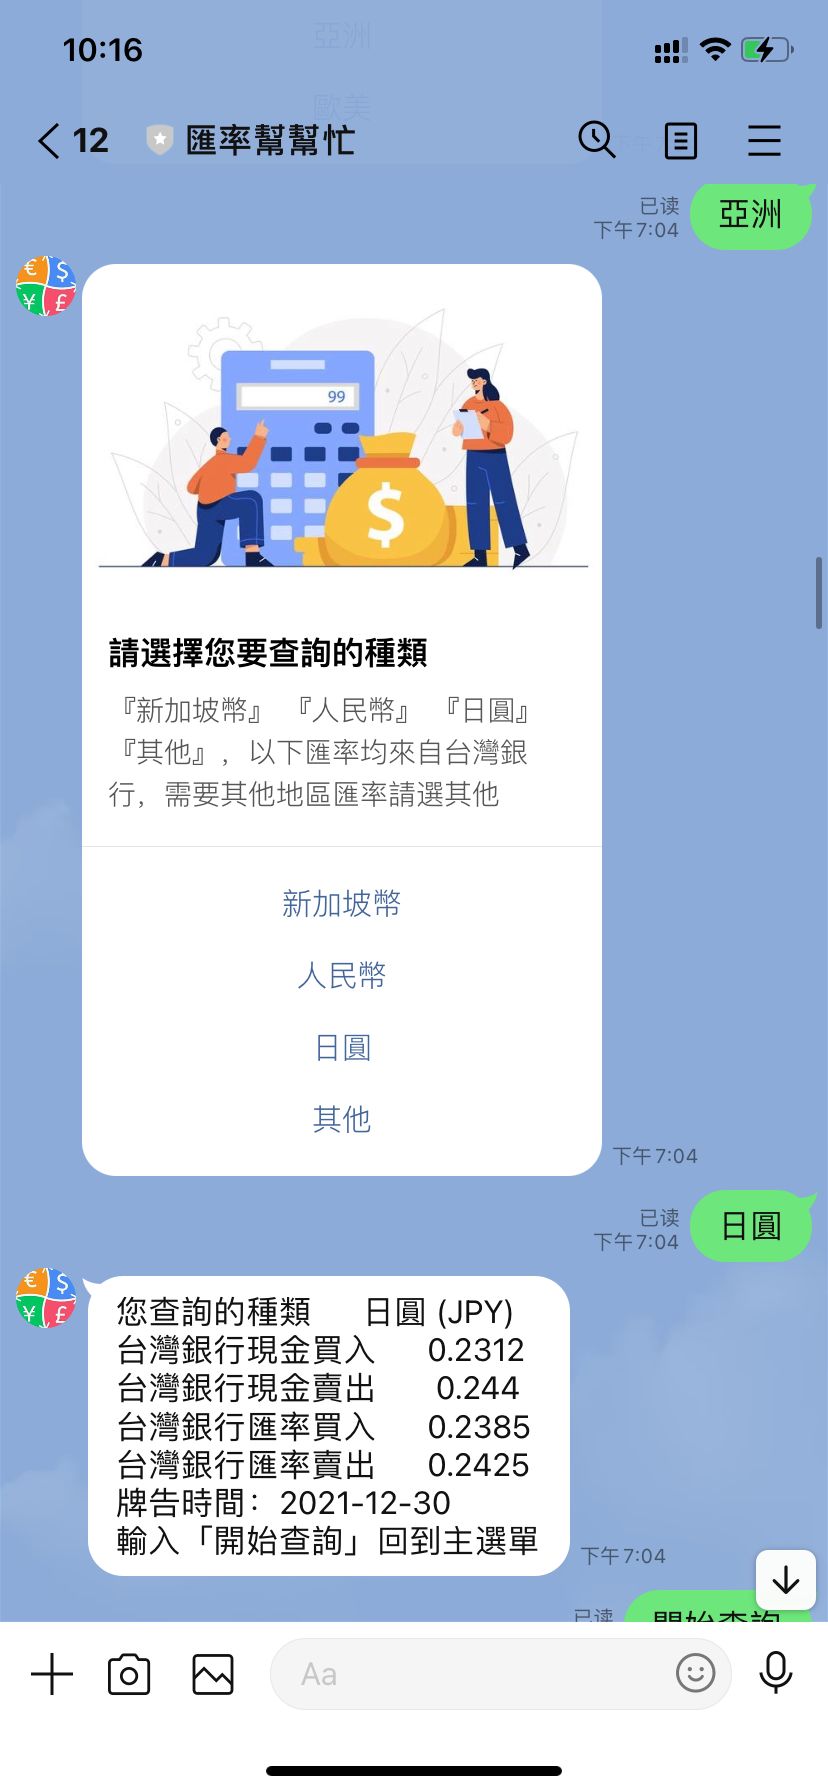 亞洲
10:16
歐美
12
匯率幫幫忙
已读
下午7:04
亞洲
€ $
¥ £
99
$
請選擇您要查詢的種類
『新加坡幣』 『人民幣』 『日圓』
『其他』，以下匯率均來自台灣銀
行，需要其他地區匯率請選其他
新加坡幣
人民幣
日圓
其他
下午7:04
已读
下午7:04
日圓
€ $
¥ £
您查詢的種類 日圓 (JPY)
台灣銀行現金買入 0.2312
台灣銀行現金賣出 0.244
台灣銀行匯率買入 0.2385
台灣銀行匯率賣出 0.2425
牌告時間：2021-12-30
輸入「開始查詢」回到主選單
下午7:04
已读
開始查詢
Aa